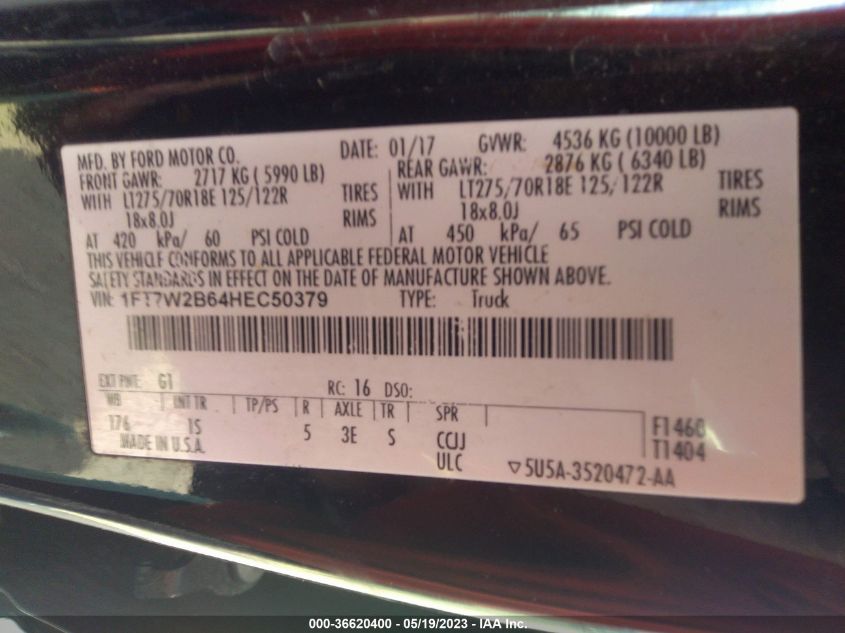 MFD. BY FORD MOTOR CO. DATE: 01/17 GVWR: 4536 KG (10000 LB)
FRONT GAWR: 2717 KG ( 5990 LB) REAR GAWR: 2876 KG ( 6340 LB)
WITH LT275/70R18E 125/122R TIRES WITH LT275/70R18E 125/122R TIRES
18x8.0J RIMS 18x8.0J RIMS
AT 420 kPa/ 60 PSI COLD AT 450 kPa/ 65 PSI COLD
THIS VEHICLE CONFORMS TO ALL APPLICABLE FEDERAL MOTOR VEHICLE
SAFETY STANDARDS IN EFFECT ON THE DATE OF MANUFACTURE SHOWN ABOVE.
VIN: 1FT7W2B64HEC50379 TYPE: Truck
EXT PNT: G1 RC: 16 DSO:
WB INT TR TP/PS R AXLE TR SPR
176 IS 5 3E S CCJJ F1460
MADE IN U.S.A. ULC T1404
▽5U5A-3520472-AA
000-36620400 - 05/19/2023 - IAA Inc.